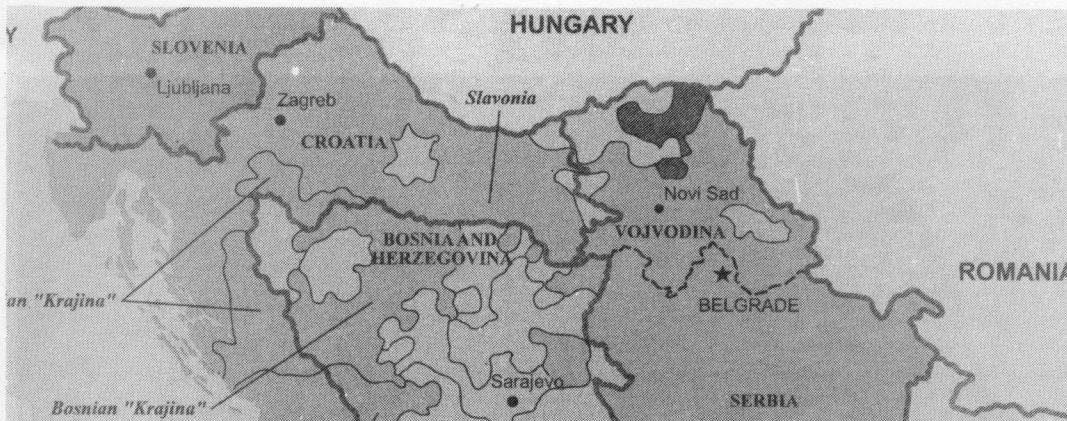 Y
HUNGARY
SLOVENIA
Ljubljana
Zagreb
Slavonia
CROATIA
Novi Sad
VOJVODINA
BOSNIA AND
HERZEGOVINA
ROMANIA
BELGRADE
an "Krajina"
Sarajevo
SERBIA
Bosnian "Krajina"